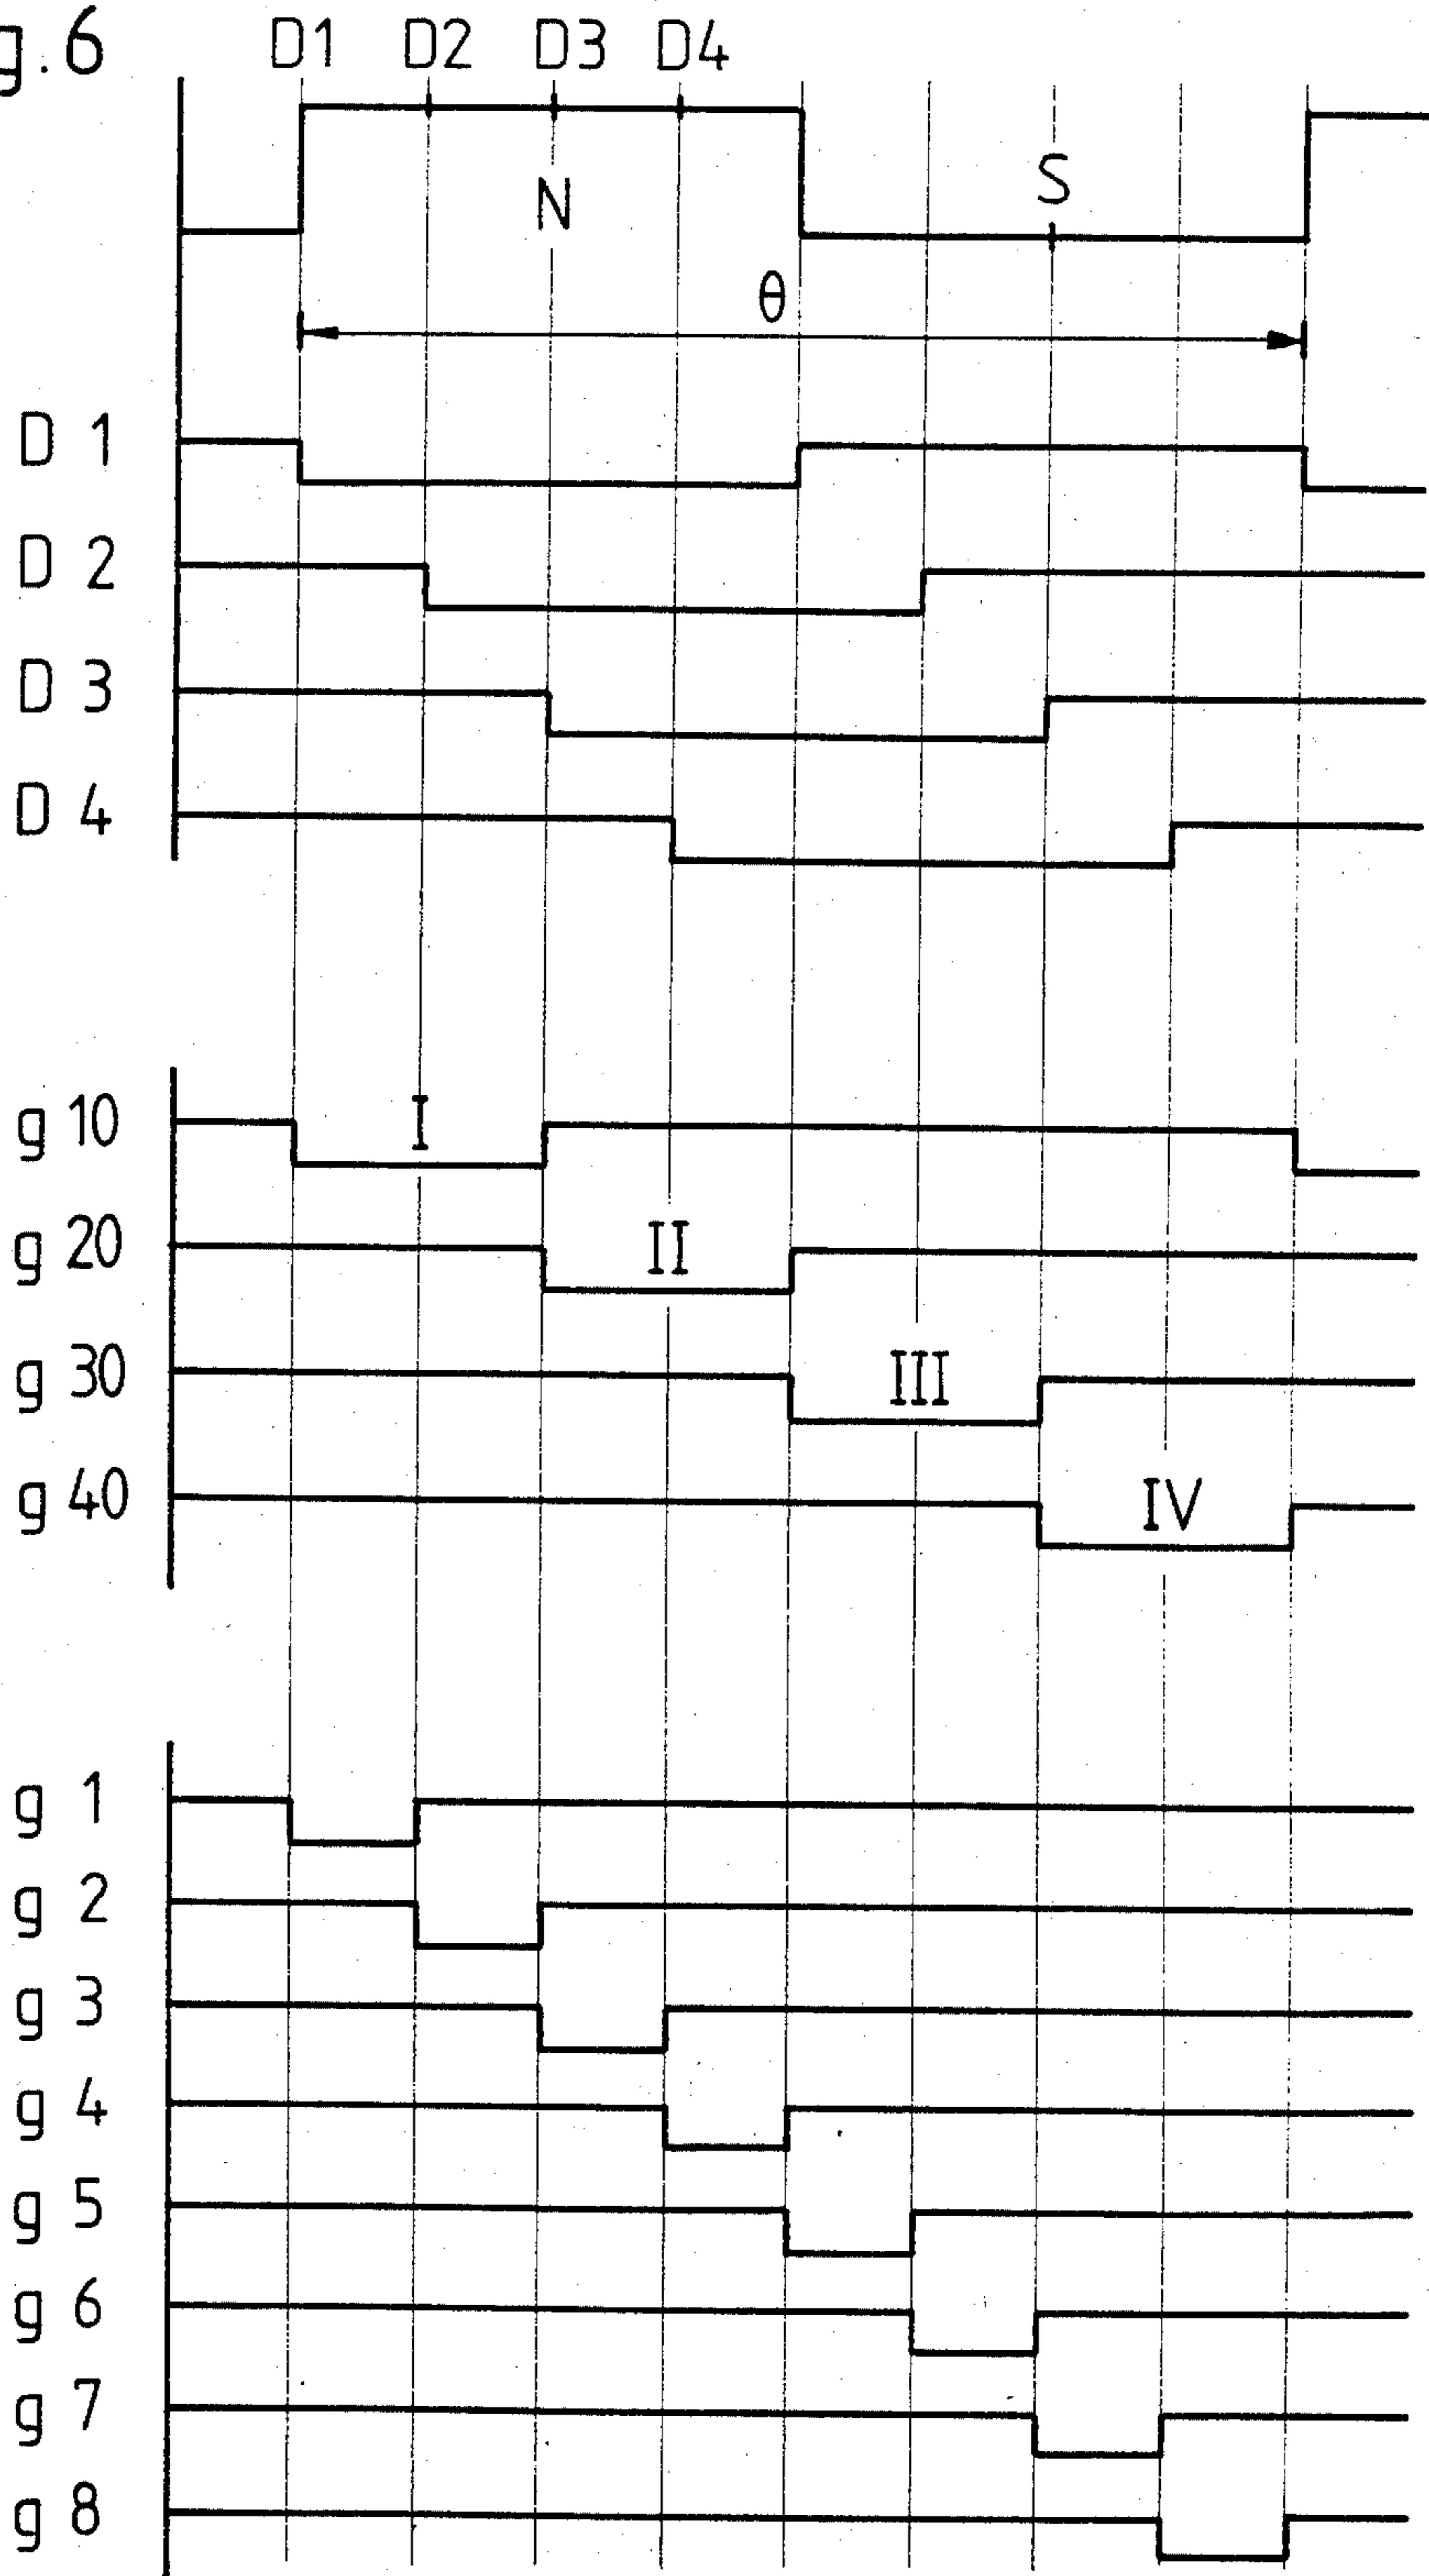 g.6
D1 D2 D3 D4
N
S
θ
D 1
D 2
D 3
D 4
g 10
I
g 20
II
g 30
III
g 40
IV
g 1
g 2
g 3
g 4
g 5
g 6
g 7
g 8